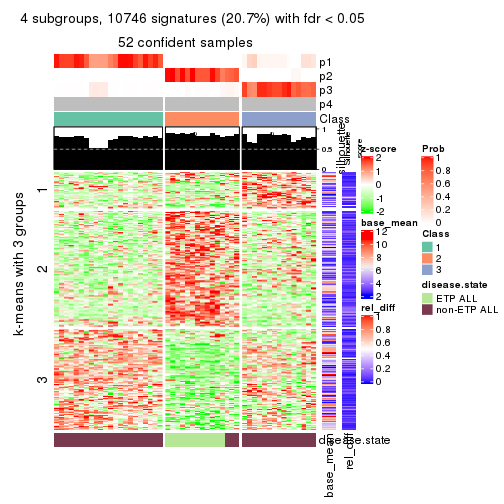 4 subgroups, 10746 signatures (20.7%) with fdr < 0.05
52 confident samples
p1
p2
p3
p4
Class
1
0.5
0
silhouette
score
k-means with 3 groups
1
2
3
disease.state
base_mean
rel_diff
z-score
2
1
0
-1
-2
base_mean
12
10
8
6
4
2
rel_diff
1
0.8
0.6
0.4
0.2
0
Prob
1
0.8
0.6
0.4
0.2
0
Class
1
2
3
disease.state
ETP ALL
non-ETP ALL